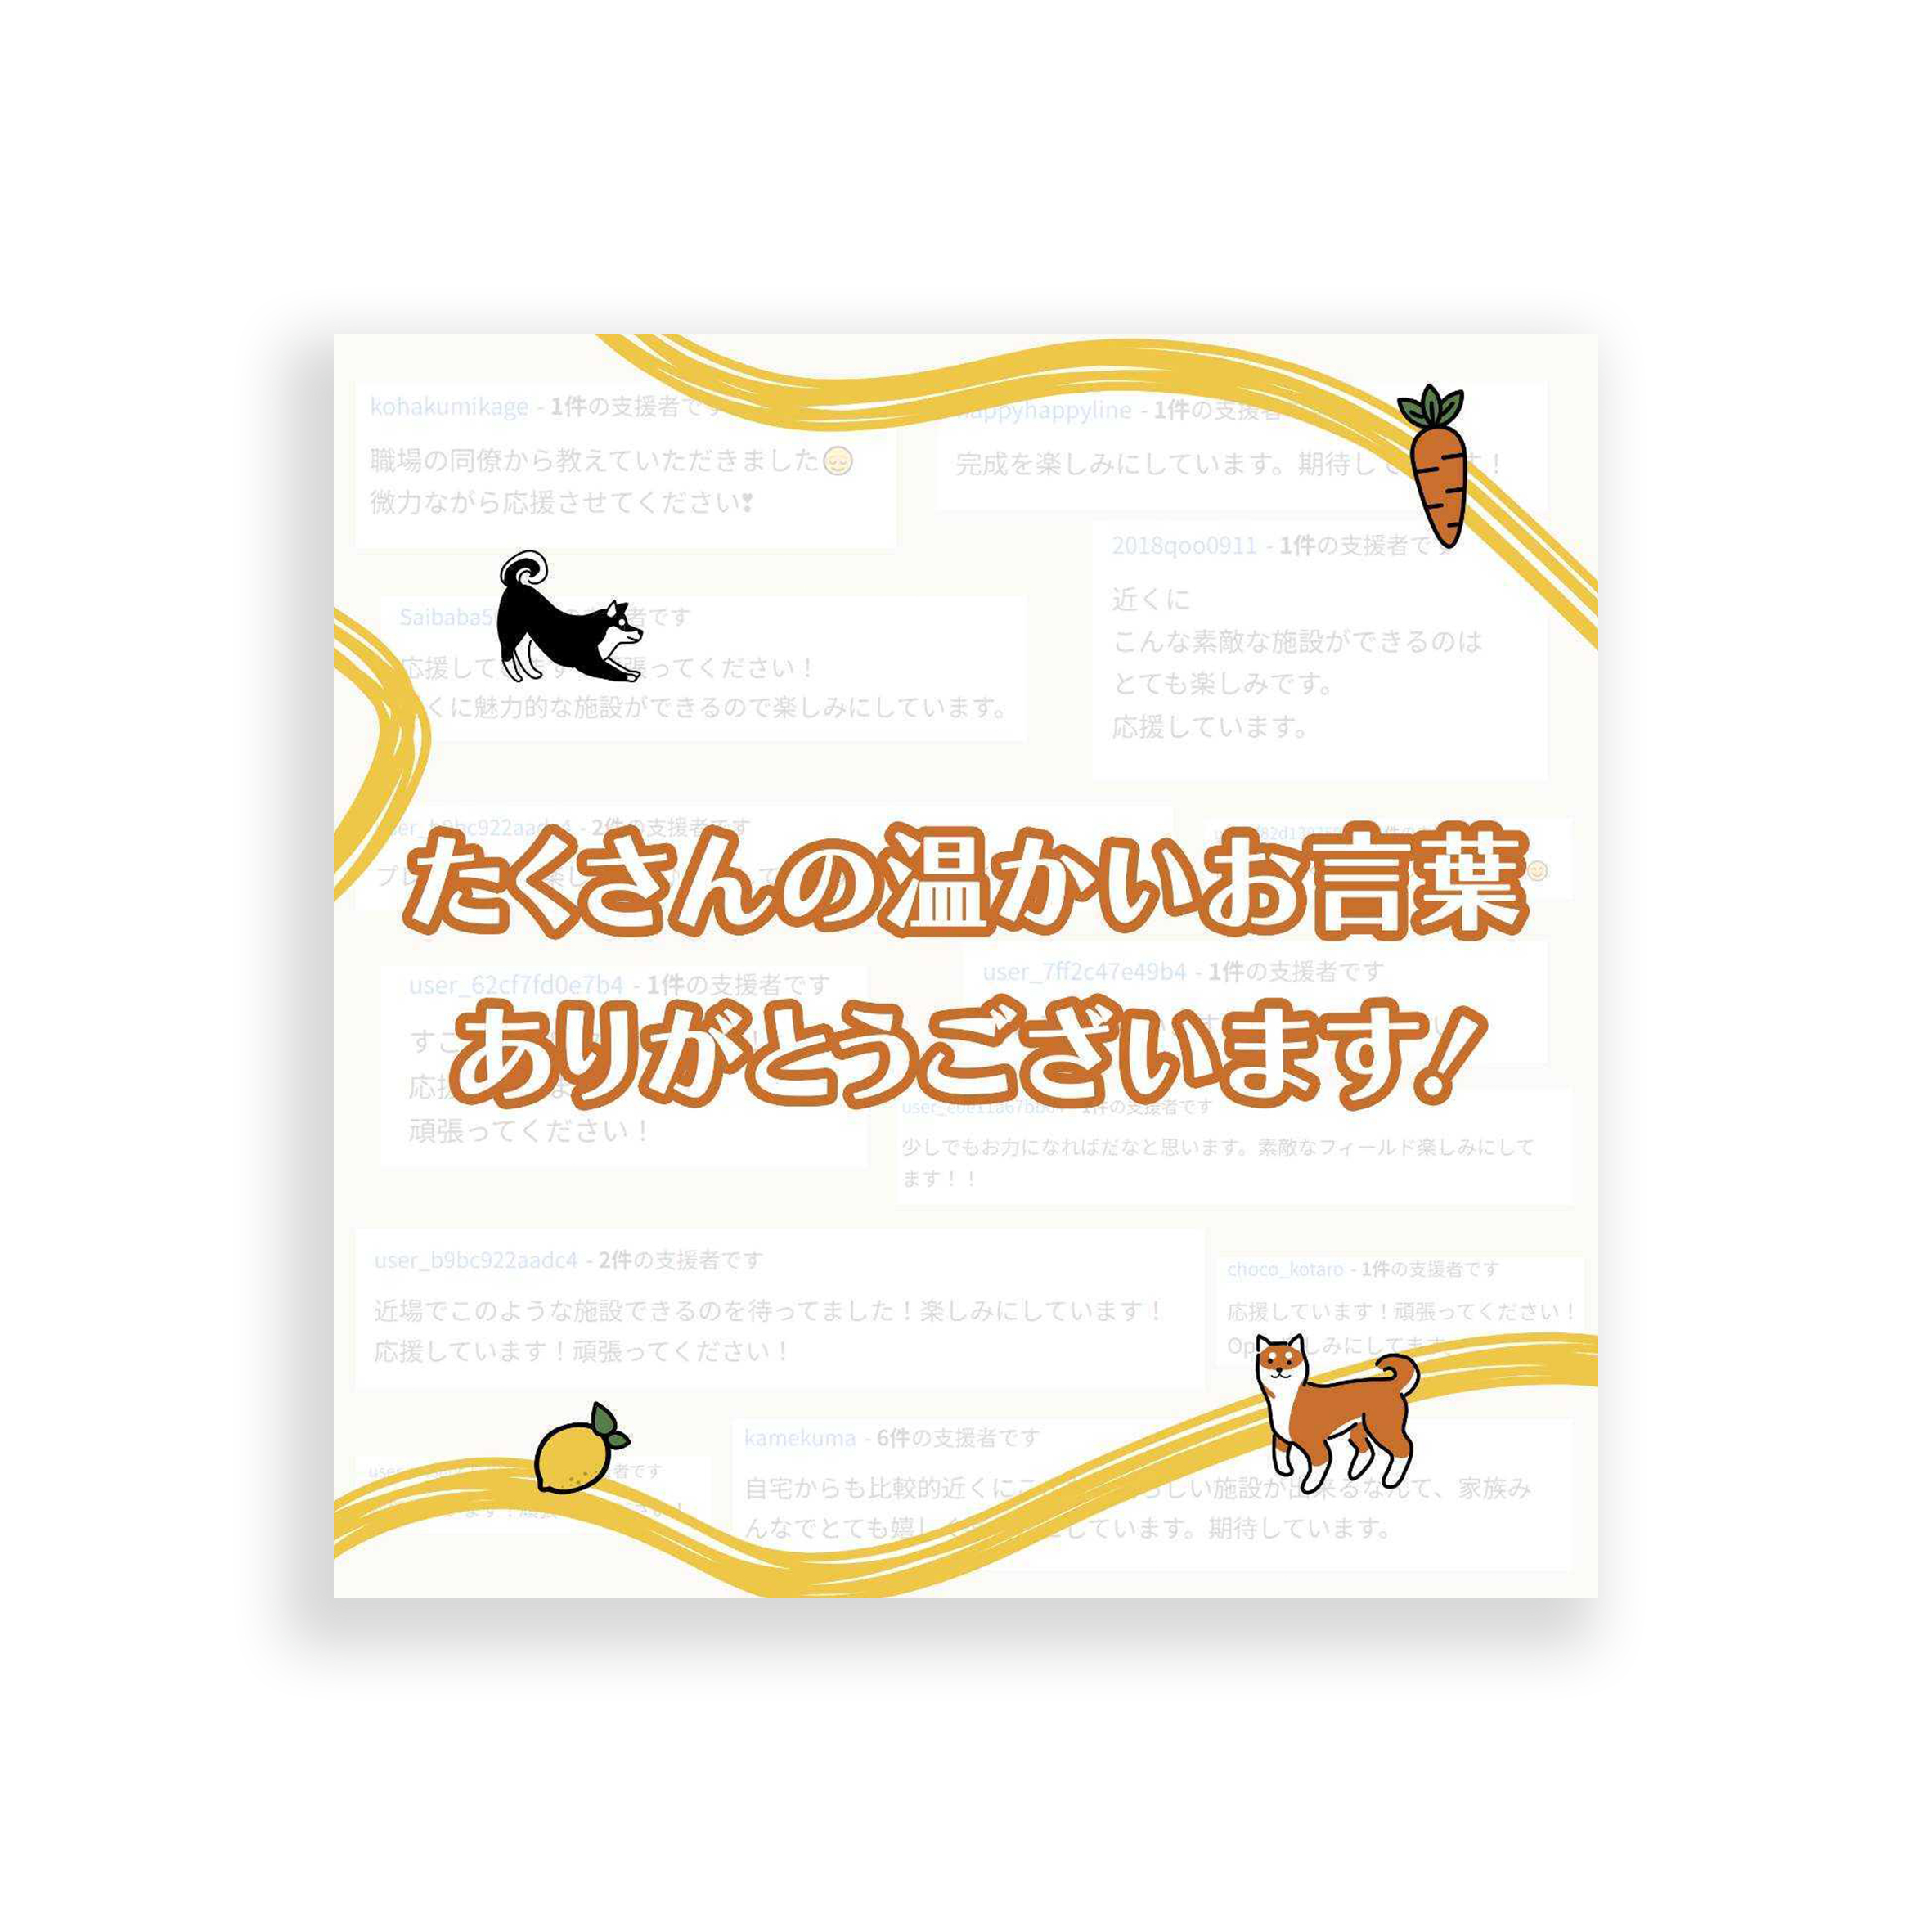 kohakumikage - 1件の支援者です
職場の同僚から教えていただきました😌
微力ながら応援させてください❣
happyhappyline - 1件の支援者
完成を楽しみにしています。期待して す！
2018qoo0911 - 1件の支援者です
近くに
こんな素敵な施設ができるのは
とても楽しみです。
応援しています。
Saibaba5 者です
応援して ます 張ってください！
くに魅力的な施設ができるので楽しみにしています。
user_b9bc922aadc4 - 2件の支援者です
たくさんの温かいお言葉
user_62cf7fd0e7b4 - 1件の支援者です
user_7ff2c47e49b4 - 1件の支援者です
ありがとうございます！
すご
応援
頑張ってください！
1件の支援者です
少しでもお力になればだなと思います。素敵なフィールド楽しみにして
ます！！
user_b9bc922aadc4 - 2件の支援者です
近場でこのような施設できるのを待ってました！楽しみにしています！
応援しています！頑張ってください！
choco_kotaro - 1件の支援者です
応援しています！頑張ってください！
Op しみにしてます
kamekuma - 6件の支援者です
自宅からも比較的近くにこ らしい施設が出来るなんて、家族み
んなでとても嬉しく にしています。期待しています。
user 者です